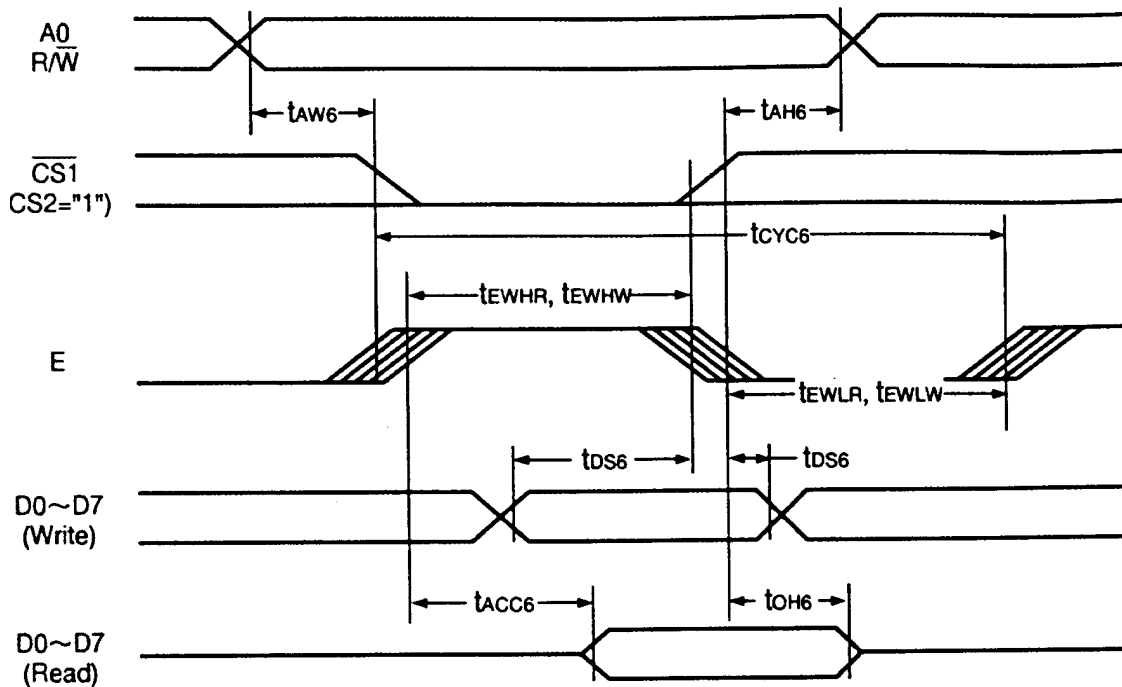 A0
R/W̅
tAW6
tAH6
C̅S̅1̅
CS2="1")
tCYC6
tEWHR, tEWHW
E
tEWLR, tEWLW
tDS6
tDS6
D0~D7
(Write)
tACC6
tOH6
D0~D7
(Read)